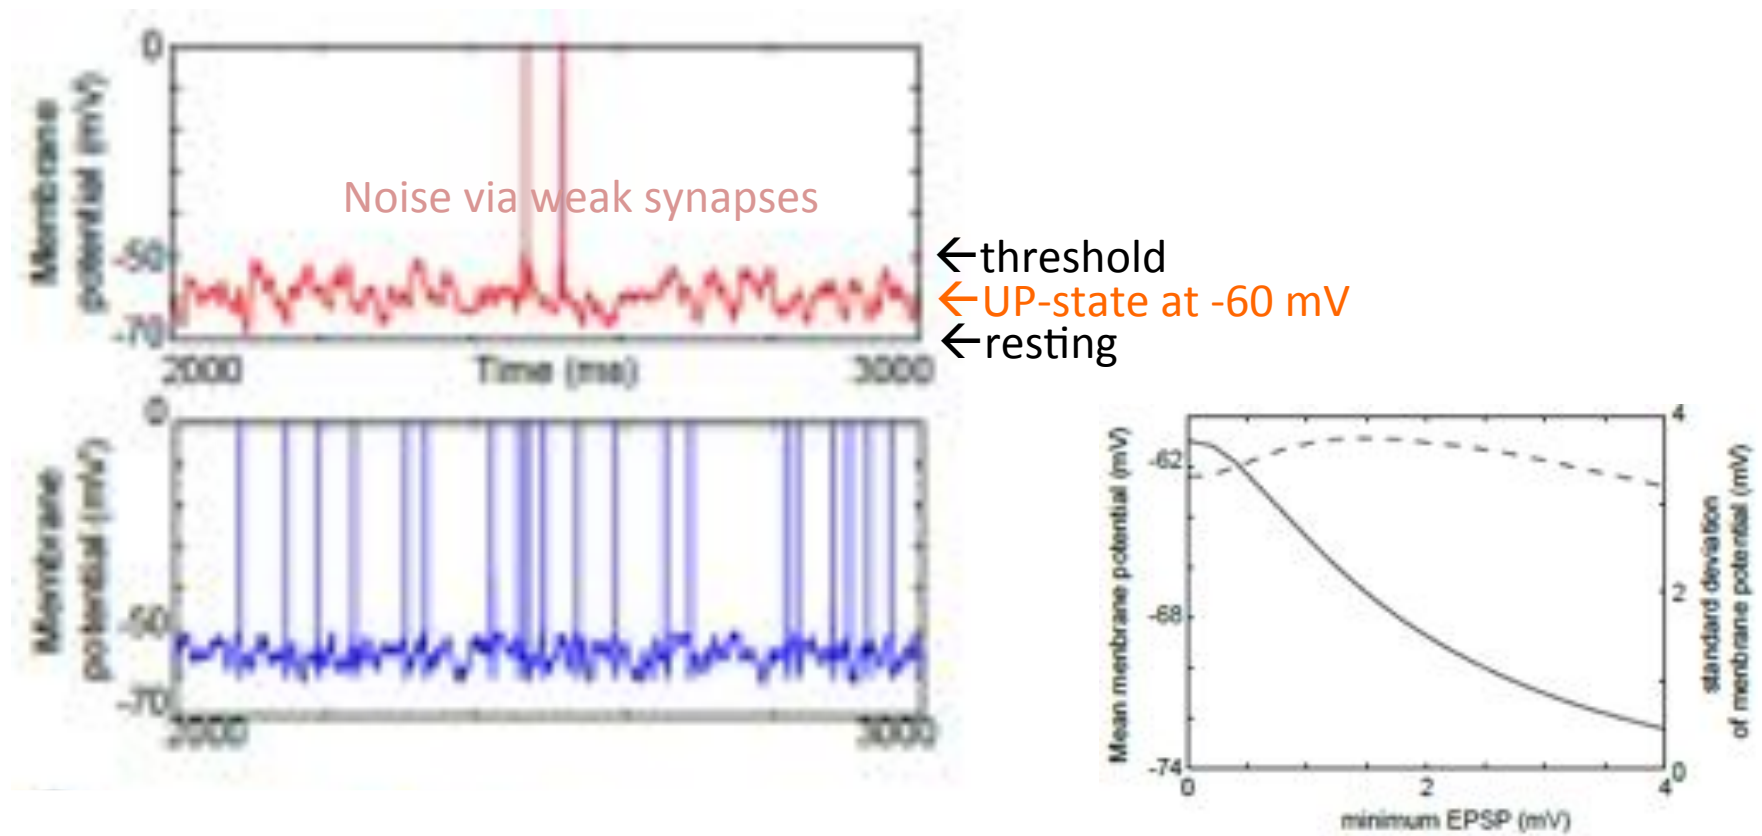 0
Membrane
potential (mV)
Noise via weak synapses
-50
-70
2000
Time (ms)
3000
←threshold
←UP-state at -60 mV
←resting
0
Membrane
potential (mV)
-50
-70
2000
3000
Mean menbrane potential (mV)
-62
-68
-74
0
2
4
minimum EPSP (mV)
4
2
0
standard deviation
of menbrane potential (mV)